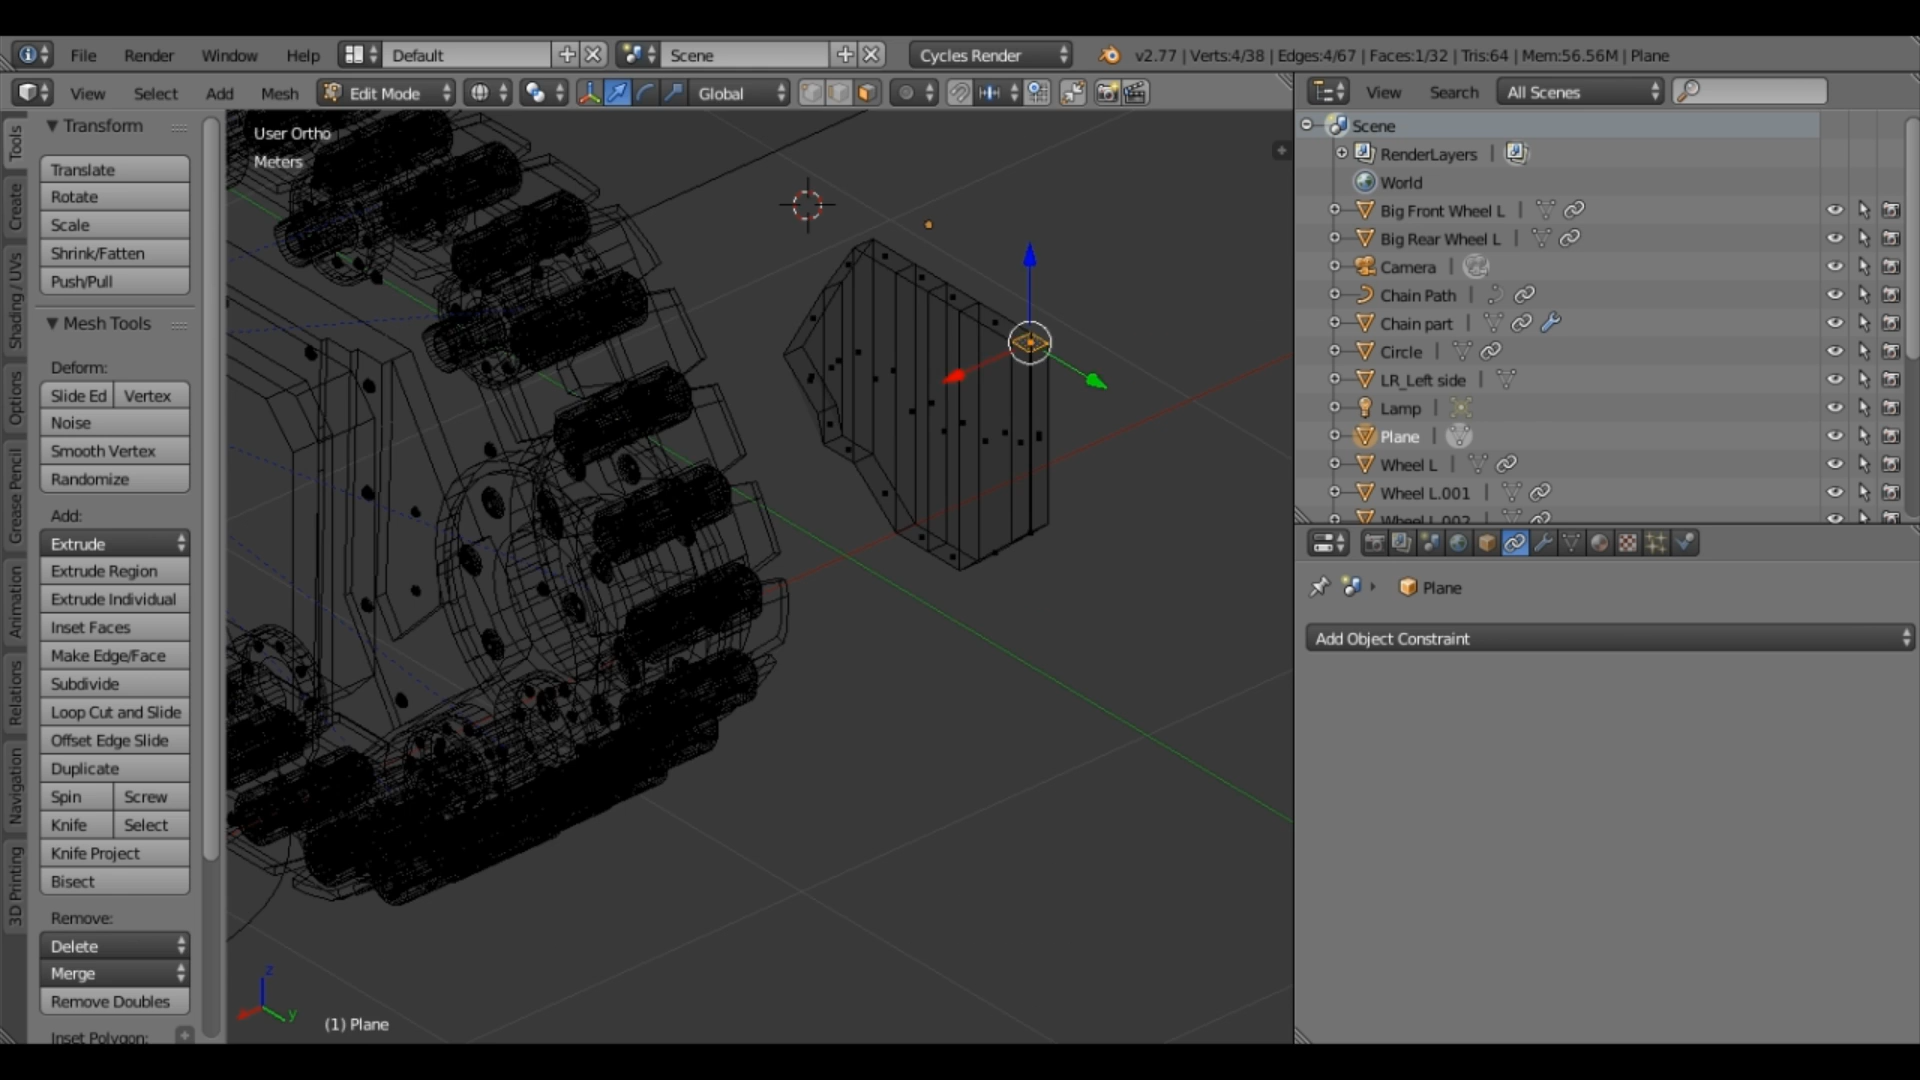 File Render Window Help Default Scene Cycles Render v2.77 | Verts:4/38 | Edges:4/67 | Faces:1/32 | Tris:64 | Mem:56.56M | Plane
View Select Add Mesh Edit Mode Global
View Search All Scenes
Tools
Create
Shading / UVs
Options
Grease Pencil
Animation
Relations
Navigation
3D Printing
Transform
Translate
Rotate
Scale
Shrink/Fatten
Push/Pull
Mesh Tools
Deform:
Slide Ed Vertex
Noise
Smooth Vertex
Randomize
Add:
Extrude
Extrude Region
Extrude Individual
Inset Faces
Make Edge/Face
Subdivide
Loop Cut and Slide
Offset Edge Slide
Duplicate
Spin Screw
Knife Select
Knife Project
Bisect
Remove:
Delete
Merge
Remove Doubles
Inset Polygon:
User Ortho
Meters
z
y
(1) Plane
Scene
RenderLayers
World
Big Front Wheel L
Big Rear Wheel L
Camera
Chain Path
Chain part
Circle
LR_Left side
Lamp
Plane
Wheel L
Wheel L.001
Wheel L.002
Plane
Add Object Constraint